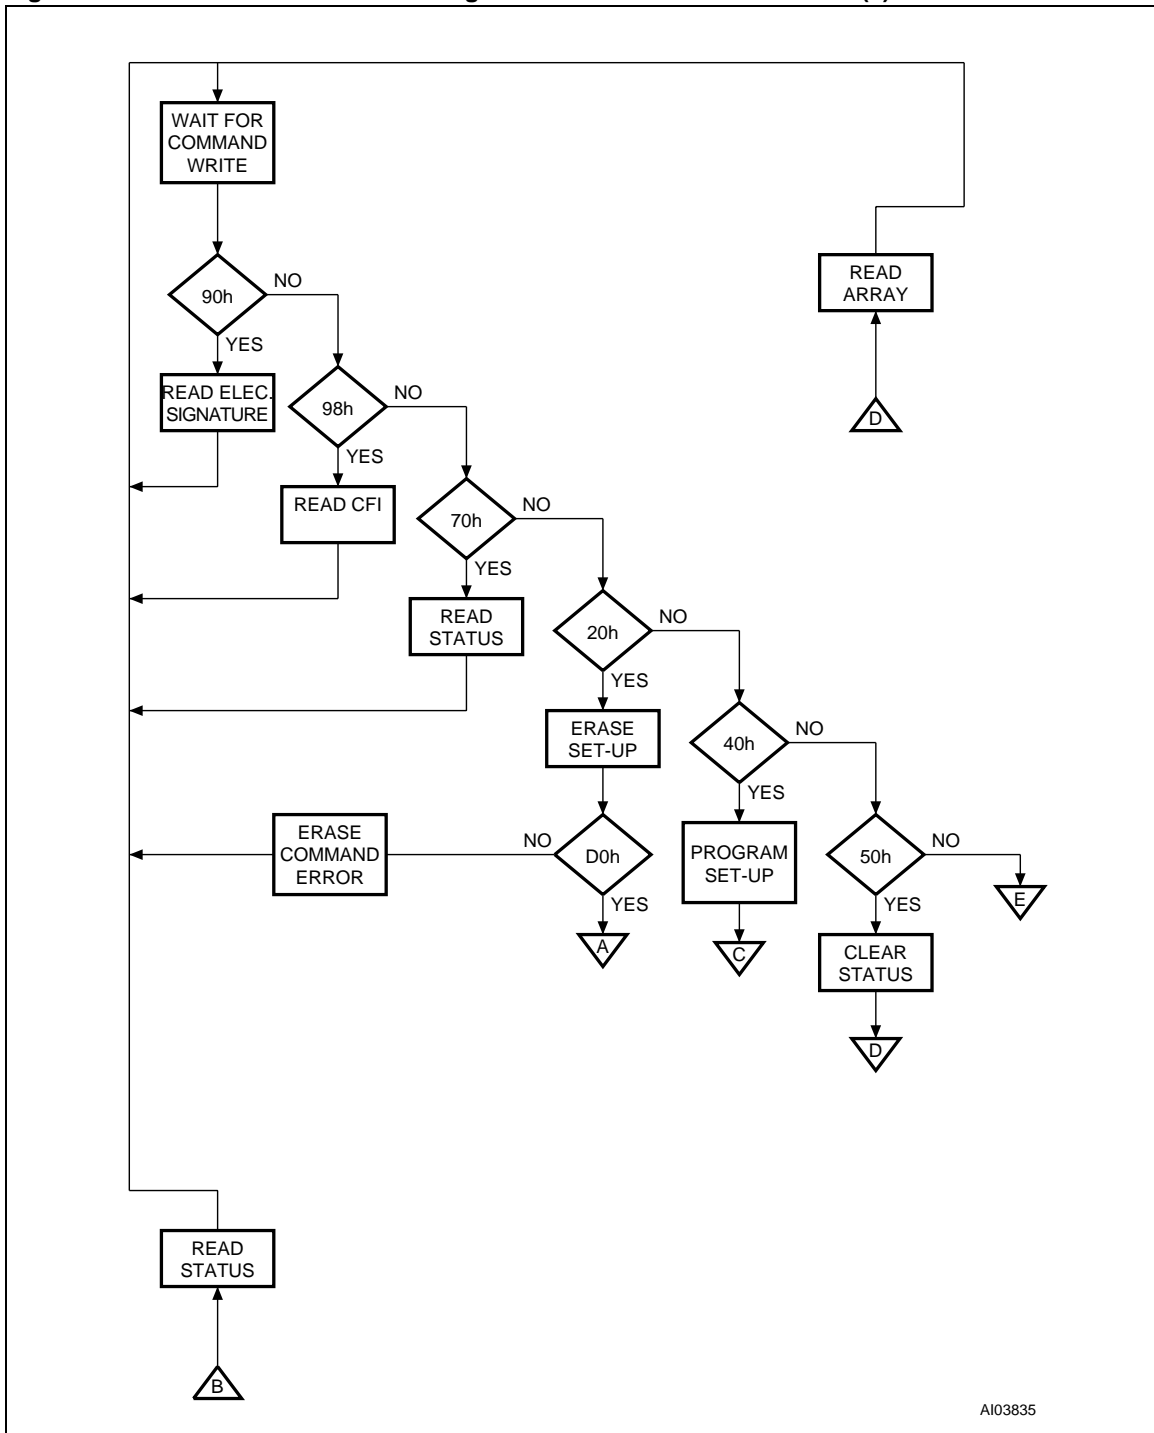 WAIT FOR
COMMAND
WRITE
90h
NO
YES
READ
ARRAY
READ ELEC.
SIGNATURE
98h
NO
YES
D
READ CFI
70h
NO
YES
READ
STATUS
20h
NO
YES
ERASE
SET-UP
40h
NO
YES
ERASE
COMMAND
ERROR
NO
D0h
YES
PROGRAM
SET-UP
50h
NO
YES
E
A
C
CLEAR
STATUS
D
READ
STATUS
B
AI03835